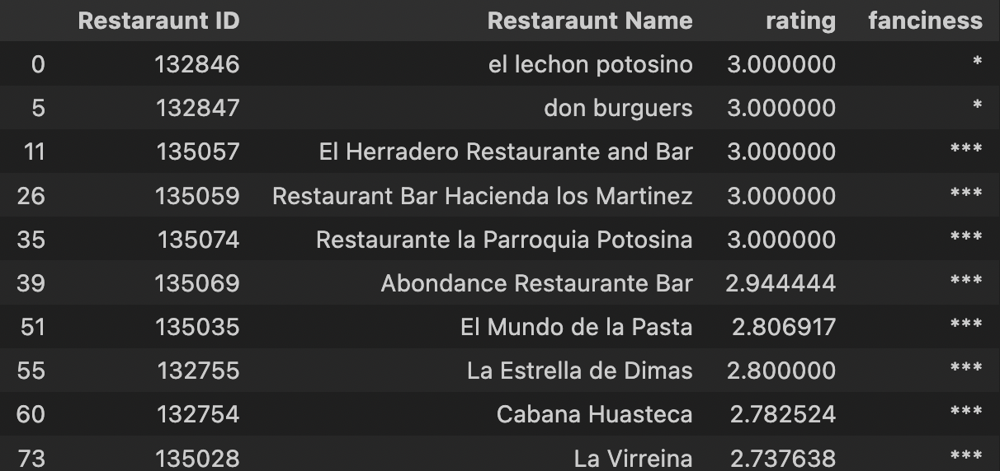 Restaraunt ID Restaraunt Name rating fanciness
0 132846 el lechon potosino 3.000000 *
5 132847 don burguers 3.000000 *
11 135057 El Herradero Restaurante and Bar 3.000000 ***
26 135059 Restaurant Bar Hacienda los Martinez 3.000000 ***
35 135074 Restaurante la Parroquia Potosina 3.000000 ***
39 135069 Abondance Restaurante Bar 2.944444 ***
51 135035 El Mundo de la Pasta 2.806917 ***
55 132755 La Estrella de Dimas 2.800000 ***
60 132754 Cabana Huasteca 2.782524 ***
73 135028 La Virreina 2.737638 ***